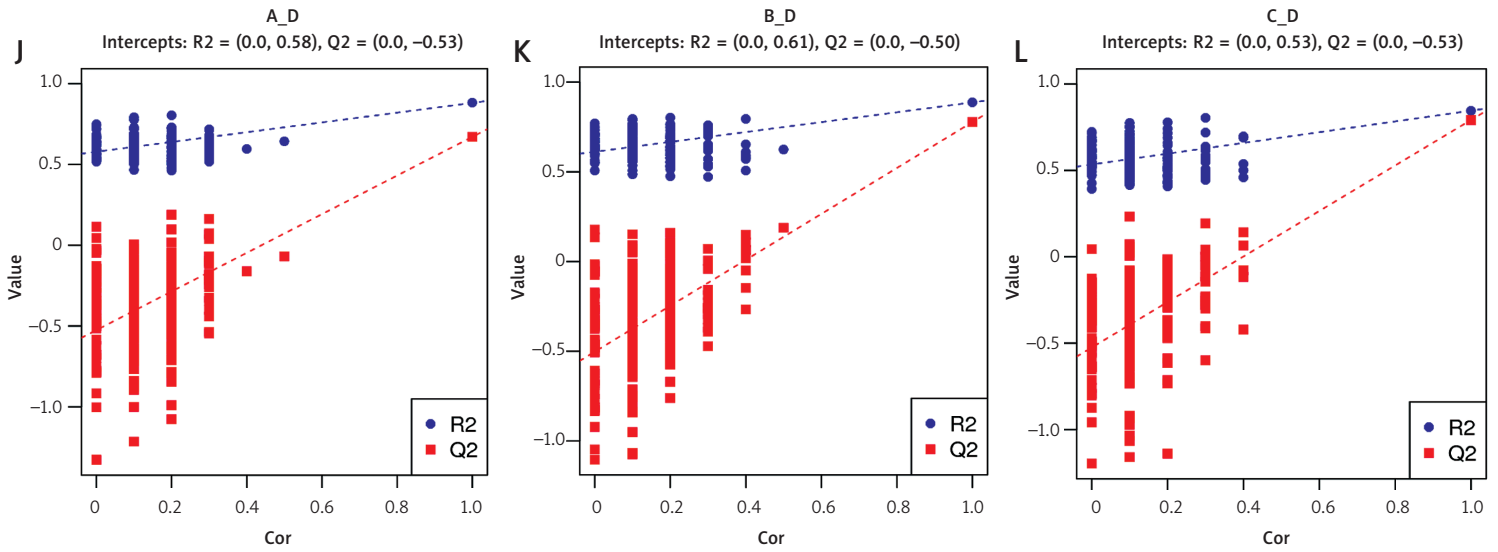 J
A_D
Intercepts: R2 = (0.0, 0.58), Q2 = (0.0, –0.53)
Value
1.0
0.5
0
–0.5
–1.0
R2
Q2
0 0.2 0.4 0.6 0.8 1.0
Cor
K
B_D
Intercepts: R2 = (0.0, 0.61), Q2 = (0.0, –0.50)
Value
1.0
0.5
0
–0.5
–1.0
R2
Q2
0 0.2 0.4 0.6 0.8 1.0
Cor
L
C_D
Intercepts: R2 = (0.0, 0.53), Q2 = (0.0, –0.53)
Value
1.0
0.5
0
–0.5
–1.0
R2
Q2
0 0.2 0.4 0.6 0.8 1.0
Cor